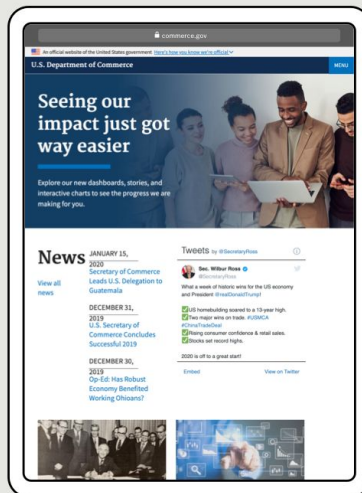 commerce.gov
An official website of the United States government Here's how you know we're official
U.S. Department of Commerce
MENU
Seeing our
impact just got
way easier
Explore our new dashboards, stories, and
interactive charts to see the progress we are
making for you.
News
View all
news
JANUARY 15,
2020
Secretary of Commerce
Leads U.S. Delegation to
Guatemala
DECEMBER 31,
2019
U.S. Secretary of
Commerce Concludes
Successful 2019
DECEMBER 30,
2019
Op-Ed: Has Robust
Economy Benefited
Working Ohioans?
Tweets by @SecretaryRoss
Sec. Wilbur Ross
@SecretaryRoss
What a week of historic wins for the US economy
and President @realDonaldTrump!
✅US homebuilding soared to a 13-year high.
✅Two major wins on trade. #USMCA
#ChinaTradeDeal
✅Rising consumer confidence & retail sales.
✅Stocks set record highs.
2020 is off to a great start!
Embed
View on Twitter